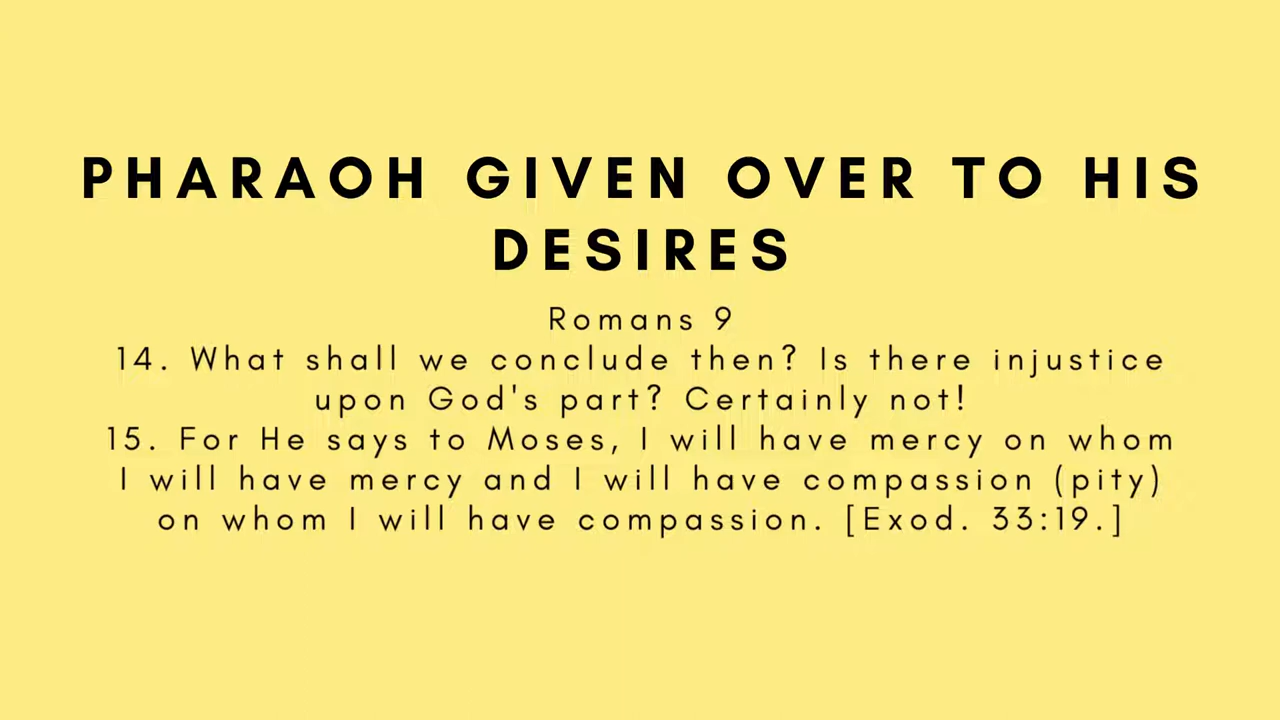 PHARAOH GIVEN OVER TO HIS
DESIRES
Romans 9
14. What shall we conclude then? Is there injustice
upon God's part? Certainly not!
15. For He says to Moses, I will have mercy on whom
I will have mercy and I will have compassion (pity)
on whom I will have compassion. [Exod. 33:19.]